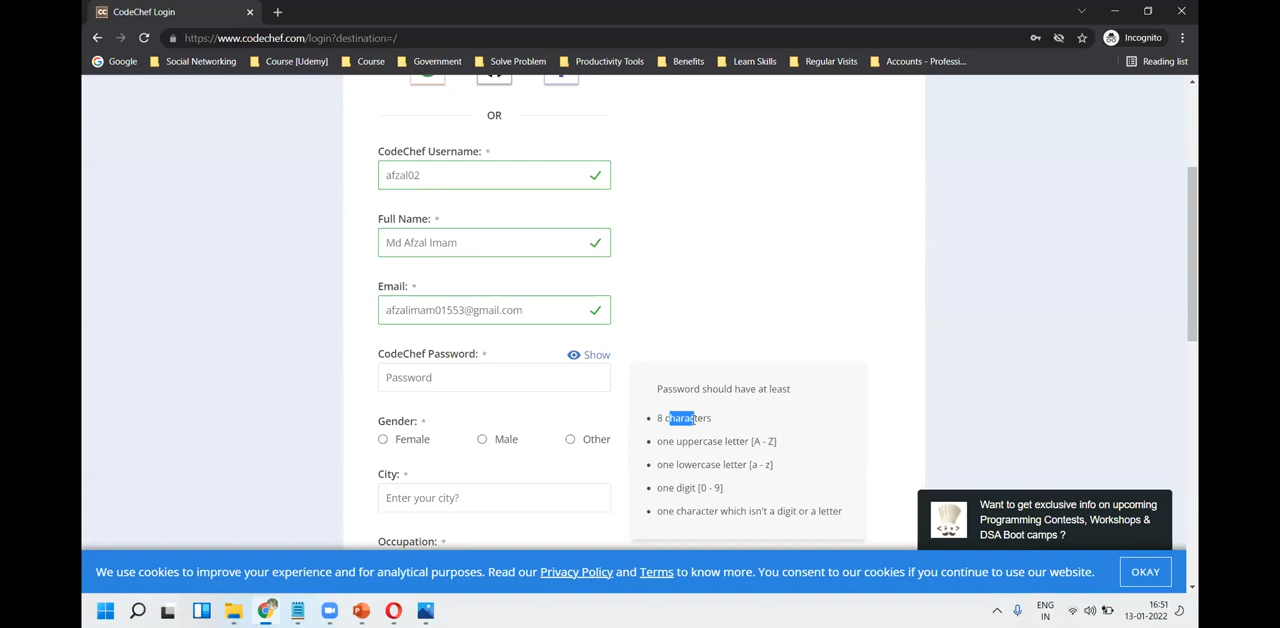 CC CodeChef Login
https://www.codechef.com/login?destination=/
Incognito
Google Social Networking Course [Udemy] Course Government Solve Problem Productivity Tools Benefits Learn Skills Regular Visits Accounts - Professi... Reading list
OR
CodeChef Username: *
afzal02
Full Name: *
Md Afzal Imam
Email: *
afzalimam01553@gmail.com
CodeChef Password: * Show
Password
Password should have at least
• 8 characters
• one uppercase letter [A - Z]
• one lowercase letter [a - z]
• one digit [0 - 9]
• one character which isn't a digit or a letter
Gender: *
Female Male Other
City: *
Enter your city?
Occupation: *
Want to get exclusive info on upcoming
Programming Contests, Workshops &
DSA Boot camps ?
We use cookies to improve your experience and for analytical purposes. Read our Privacy Policy and Terms to know more. You consent to our cookies if you continue to use our website. OKAY
ENG
IN
16:51
13-01-2022